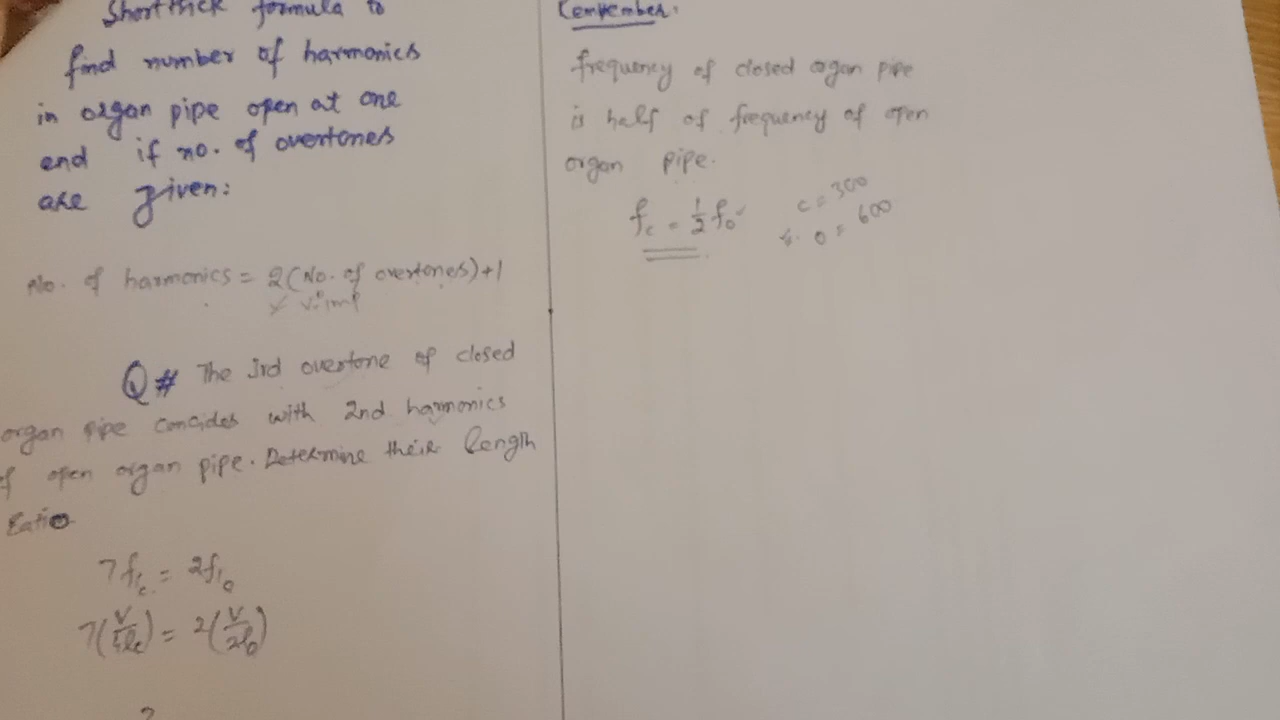 Shorttrick formula to
find number of harmonics
in organ pipe open at one
end if no. of overtones
are given:
No. of harmonics = 2(No. of overtones)+1
v. imp
Q# The 3rd overtone of closed
organ pipe concides with 2nd harmonics
of open organ pipe. Determine their length
Ratio
7f₁c = 2f₁o
7(V/4lc) = 2(V/2lo)
Remember:
frequency of closed organ pipe
is half of frequency of open
organ pipe.
fc = 1/2 fo
c = 300
o = 600